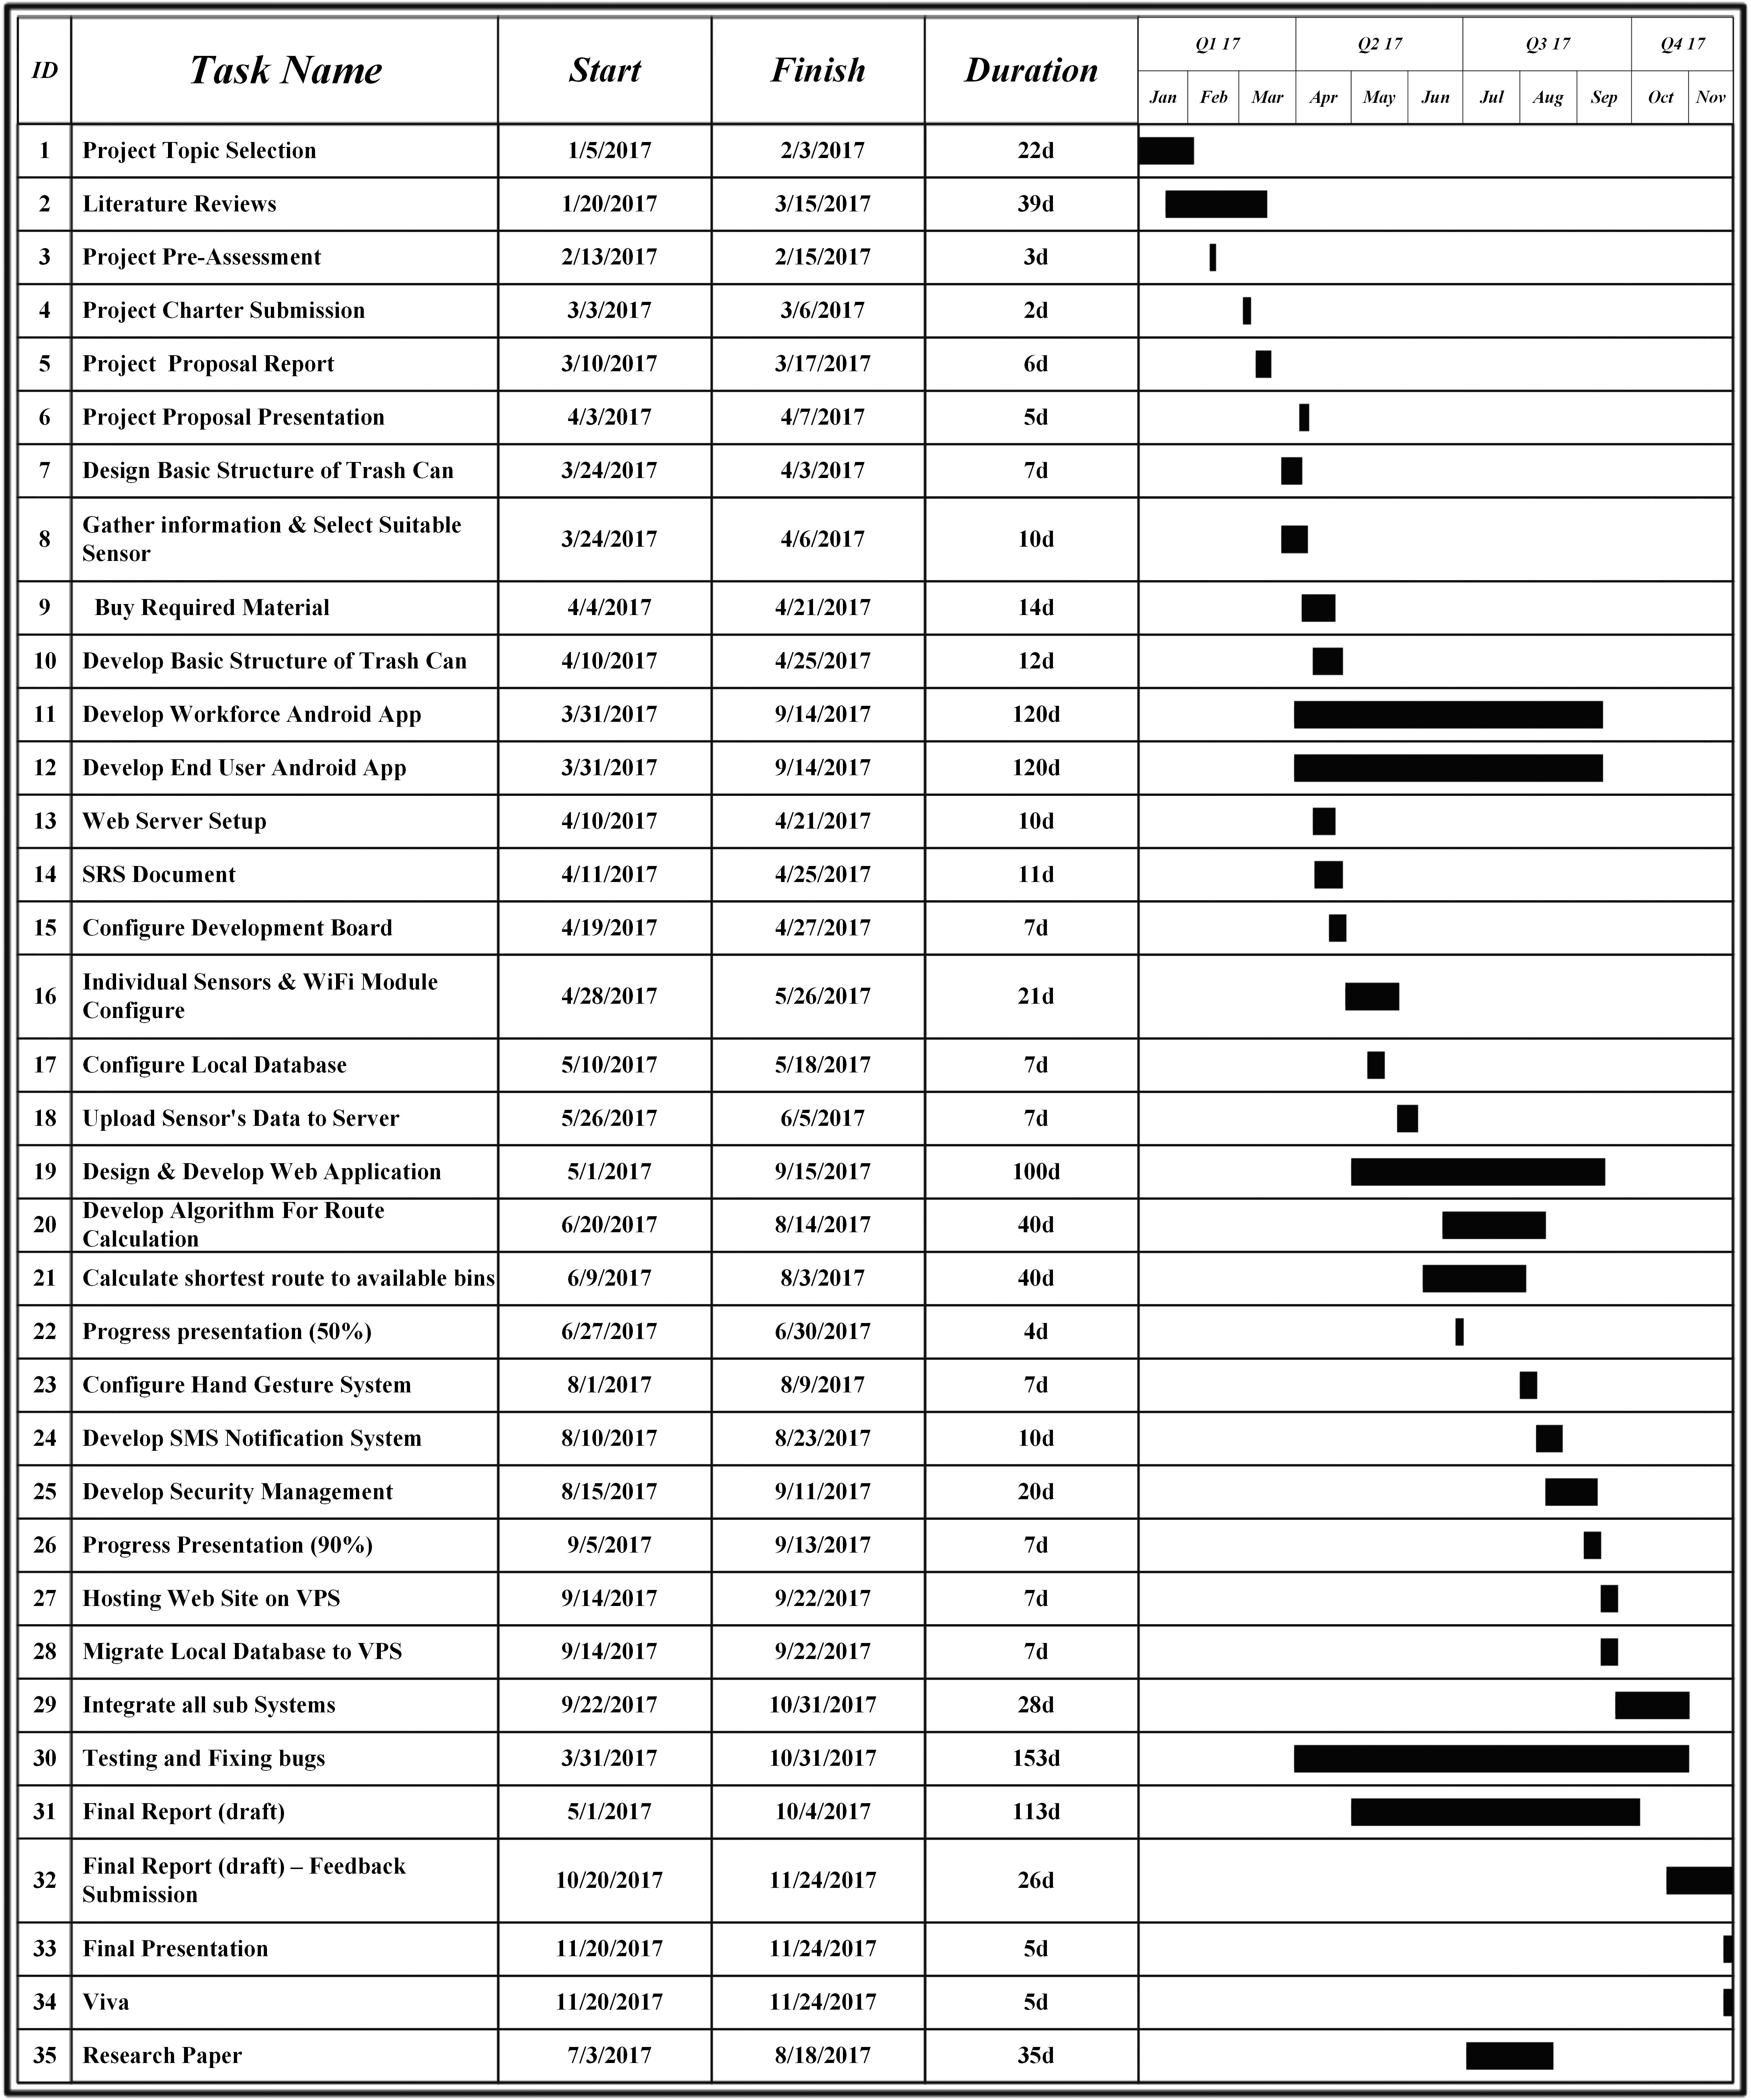 ID Task Name Start Finish Duration Q1 17 Q2 17 Q3 17 Q4 17
Jan Feb Mar Apr May Jun Jul Aug Sep Oct Nov
1 Project Topic Selection 1/5/2017 2/3/2017 22d
2 Literature Reviews 1/20/2017 3/15/2017 39d
3 Project Pre-Assessment 2/13/2017 2/15/2017 3d
4 Project Charter Submission 3/3/2017 3/6/2017 2d
5 Project  Proposal Report 3/10/2017 3/17/2017 6d
6 Project Proposal Presentation 4/3/2017 4/7/2017 5d
7 Design Basic Structure of Trash Can 3/24/2017 4/3/2017 7d
8 Gather information & Select Suitable
Sensor 3/24/2017 4/6/2017 10d
9 Buy Required Material 4/4/2017 4/21/2017 14d
10 Develop Basic Structure of Trash Can 4/10/2017 4/25/2017 12d
11 Develop Workforce Android App 3/31/2017 9/14/2017 120d
12 Develop End User Android App 3/31/2017 9/14/2017 120d
13 Web Server Setup 4/10/2017 4/21/2017 10d
14 SRS Document 4/11/2017 4/25/2017 11d
15 Configure Development Board 4/19/2017 4/27/2017 7d
16 Individual Sensors & WiFi Module
Configure 4/28/2017 5/26/2017 21d
17 Configure Local Database 5/10/2017 5/18/2017 7d
18 Upload Sensor's Data to Server 5/26/2017 6/5/2017 7d
19 Design & Develop Web Application 5/1/2017 9/15/2017 100d
20 Develop Algorithm For Route
Calculation 6/20/2017 8/14/2017 40d
21 Calculate shortest route to available bins 6/9/2017 8/3/2017 40d
22 Progress presentation (50%) 6/27/2017 6/30/2017 4d
23 Configure Hand Gesture System 8/1/2017 8/9/2017 7d
24 Develop SMS Notification System 8/10/2017 8/23/2017 10d
25 Develop Security Management 8/15/2017 9/11/2017 20d
26 Progress Presentation (90%) 9/5/2017 9/13/2017 7d
27 Hosting Web Site on VPS 9/14/2017 9/22/2017 7d
28 Migrate Local Database to VPS 9/14/2017 9/22/2017 7d
29 Integrate all sub Systems 9/22/2017 10/31/2017 28d
30 Testing and Fixing bugs 3/31/2017 10/31/2017 153d
31 Final Report (draft) 5/1/2017 10/4/2017 113d
32 Final Report (draft) – Feedback
Submission 10/20/2017 11/24/2017 26d
33 Final Presentation 11/20/2017 11/24/2017 5d
34 Viva 11/20/2017 11/24/2017 5d
35 Research Paper 7/3/2017 8/18/2017 35d